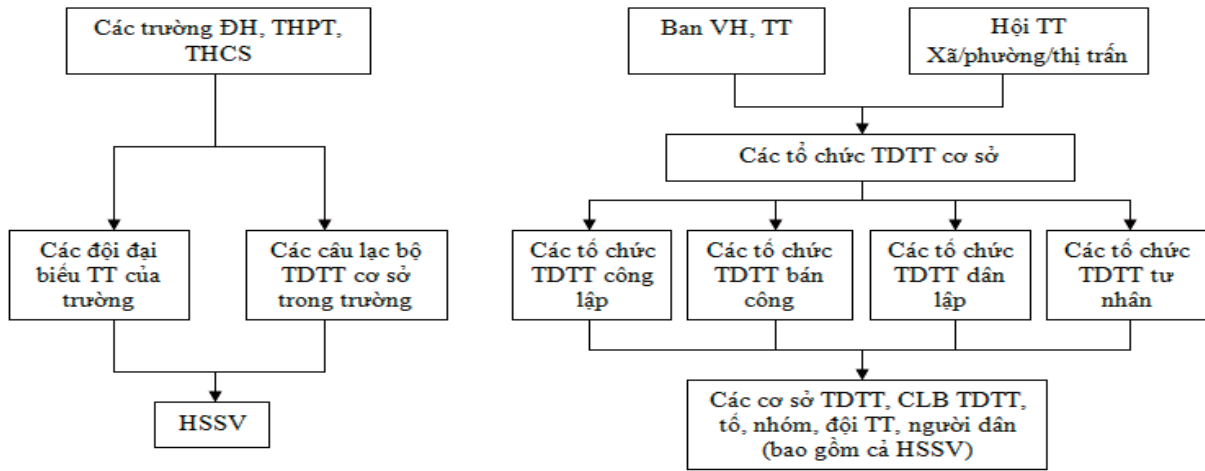 Các trường ĐH, THPT,
THCS
Ban VH, TT
Hội TT
Xã/phường/thị trấn
Các tổ chức TDTT cơ sở
Các đội đại
biểu TT của
trường
Các câu lạc bộ
TDTT cơ sở
trong trường
Các tổ chức
TDTT công
lập
Các tổ chức
TDTT bán
công
Các tổ chức
TDTT dân
lập
Các tổ chức
TDTT tư
nhân
HSSV
Các cơ sở TDTT, CLB TDTT,
tổ, nhóm, đội TT, người dân
(bao gồm cả HSSV)